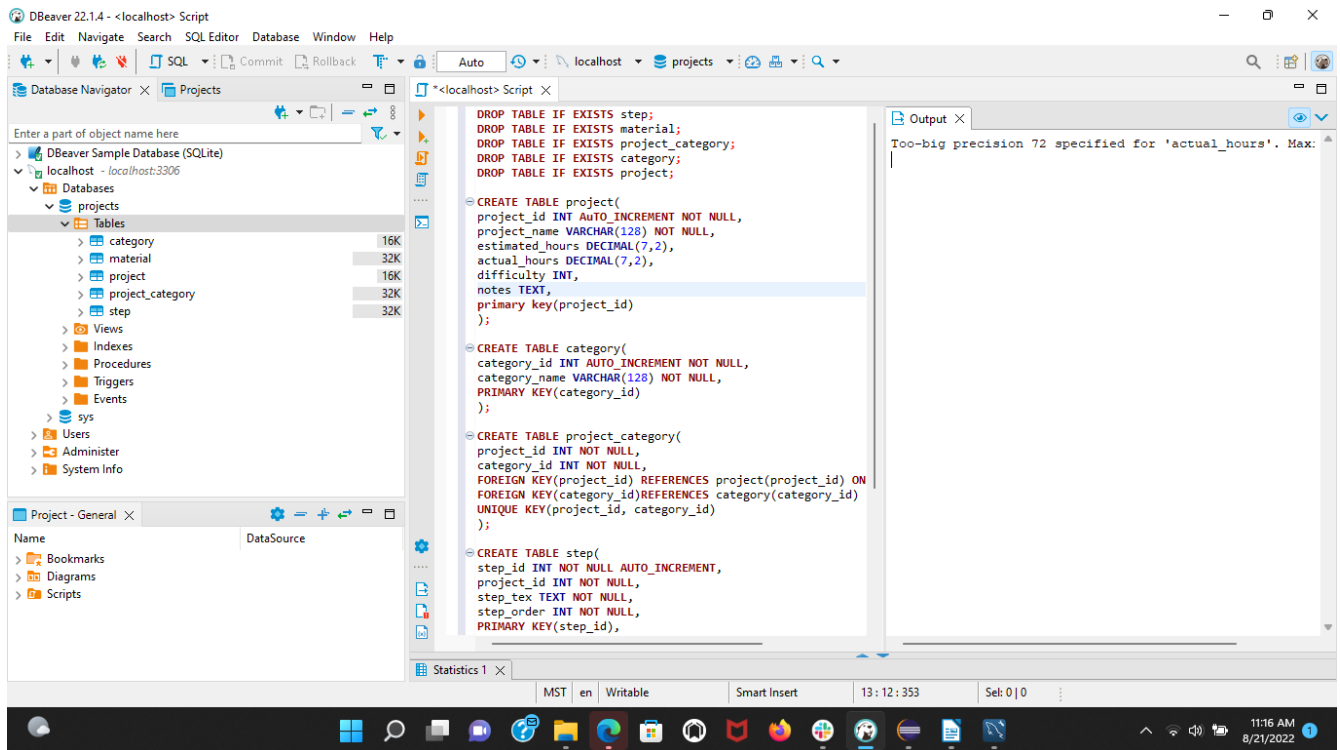 DBeaver 22.1.4 - <localhost> Script
File Edit Navigate Search SQL Editor Database Window Help
SQL Commit Rollback Auto localhost projects
Database Navigator Projects
*<localhost> Script
Enter a part of object name here
DBeaver Sample Database (SQLite)
localhost - localhost:3306
Databases
projects
Tables
category 16K
material 32K
project 16K
project_category 32K
step 32K
Views
Indexes
Procedures
Triggers
Events
sys
Users
Administer
System Info
Project - General
Name DataSource
Bookmarks
Diagrams
Scripts
DROP TABLE IF EXISTS step;
DROP TABLE IF EXISTS material;
DROP TABLE IF EXISTS project_category;
DROP TABLE IF EXISTS category;
DROP TABLE IF EXISTS project;
CREATE TABLE project(
project_id INT AuTO_INCREMENT NOT NULL,
project_name VARCHAR(128) NOT NULL,
estimated_hours DECIMAL(7,2),
actual_hours DECIMAL(7,2),
difficulty INT,
notes TEXT,
primary key(project_id)
);
CREATE TABLE category(
category_id INT AUTO_INCREMENT NOT NULL,
category_name VARCHAR(128) NOT NULL,
PRIMARY KEY(category_id)
);
CREATE TABLE project_category(
project_id INT NOT NULL,
category_id INT NOT NULL,
FOREIGN KEY(project_id) REFERENCES project(project_id) ON
FOREIGN KEY(category_id)REFERENCES category(category_id)
UNIQUE KEY(project_id, category_id)
);
CREATE TABLE step(
step_id INT NOT NULL AUTO_INCREMENT,
project_id INT NOT NULL,
step_tex TEXT NOT NULL,
step_order INT NOT NULL,
PRIMARY KEY(step_id),
Output
Too-big precision 72 specified for 'actual_hours'. Max
Statistics 1
MST en Writable Smart Insert 13 : 12 : 353 Sel: 0 | 0
11:16 AM
8/21/2022 1